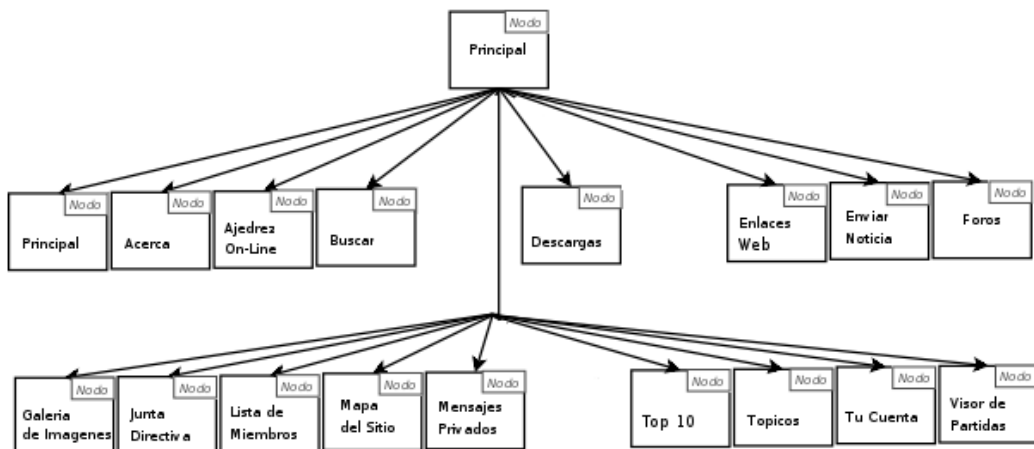 Nodo
Principal
Nodo
Principal
Nodo
Acerca
Nodo
Ajedrez
On-Line
Nodo
Buscar
Nodo
Descargas
Nodo
Enlaces
Web
Nodo
Enviar
Noticia
Nodo
Foros
Nodo
Galeria
de Imagenes
Nodo
Junta
Directiva
Nodo
Lista de
Miembros
Nodo
Mapa
del Sitio
Nodo
Mensajes
Privados
Nodo
Top 10
Nodo
Topicos
Nodo
Tu Cuenta
Nodo
Visor de
Partidas